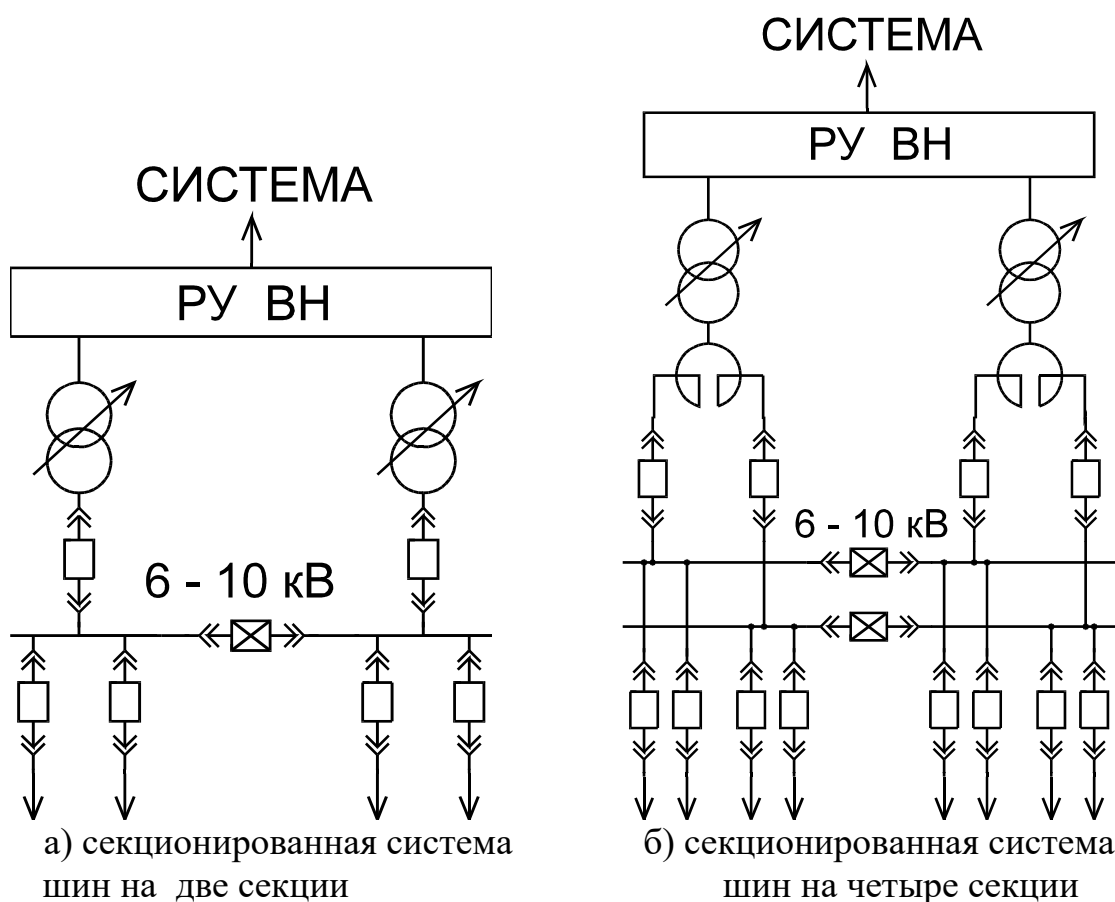 СИСТЕМА
РУ ВН
6 - 10 кВ
а) секционированная система
шин на две секции
СИСТЕМА
РУ ВН
6 - 10 кВ
б) секционированная система
шин на четыре секции